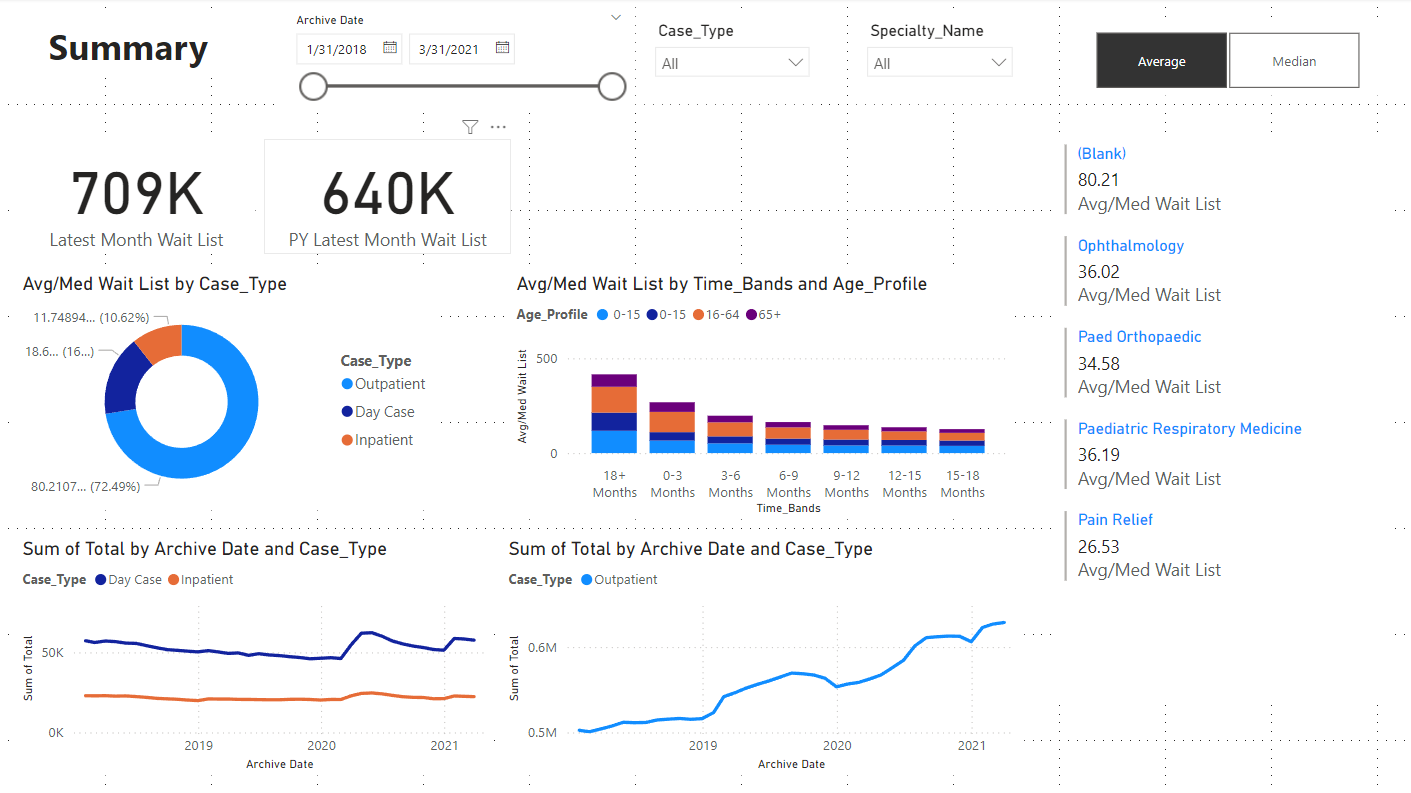 Summary
Archive Date
1/31/2018
3/31/2021
Case_Type
All
Specialty_Name
All
Average
Median
709K
Latest Month Wait List
640K
PY Latest Month Wait List
Avg/Med Wait List by Case_Type
11.74894... (10.62%)
18.6... (16...)
80.2107... (72.49%)
Case_Type
Outpatient
Day Case
Inpatient
Avg/Med Wait List by Time_Bands and Age_Profile
Age_Profile 0-15 0-15 16-64 65+
Avg/Med Wait List
500
0
18+ Months
0-3 Months
3-6 Months
6-9 Months
9-12 Months
12-15 Months
15-18 Months
Time_Bands
(Blank)
80.21
Avg/Med Wait List
Ophthalmology
36.02
Avg/Med Wait List
Paed Orthopaedic
34.58
Avg/Med Wait List
Paediatric Respiratory Medicine
36.19
Avg/Med Wait List
Pain Relief
26.53
Avg/Med Wait List
Sum of Total by Archive Date and Case_Type
Case_Type Day Case Inpatient
Sum of Total
50K
0K
2019 2020 2021
Archive Date
Sum of Total by Archive Date and Case_Type
Case_Type Outpatient
Sum of Total
0.6M
0.5M
2019 2020 2021
Archive Date